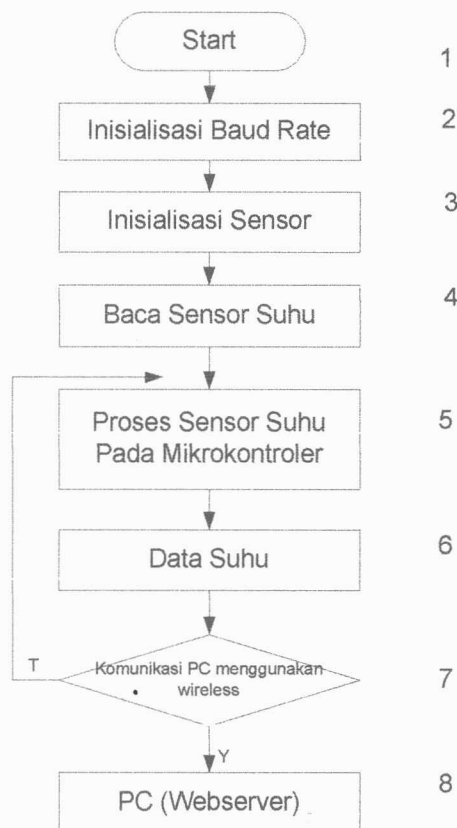 Start
1
Inisialisasi Baud Rate
2
Inisialisasi Sensor
3
Baca Sensor Suhu
4
Proses Sensor Suhu
Pada Mikrokontroler
5
Data Suhu
6
Komunikasi PC menggunakan
wireless
T
7
Y
PC (Webserver)
8